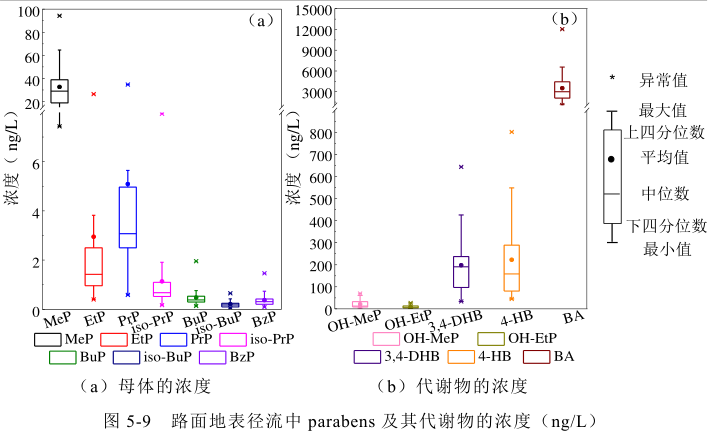 (a)
浓度（ng/L）
100
80
60
40
20
6
4
2
0
MeP
EtP
PrP
iso-PrP
BuP
iso-BuP
BzP
MeP EtP PrP iso-PrP
BuP iso-BuP BzP
（a）母体的浓度
(b)
浓度（ng/L）
15000
12000
9000
6000
3000
800
700
600
500
400
300
200
100
0
OH-MeP
OH-EtP
3,4-DHB
4-HB
BA
OH-MeP OH-EtP
3,4-DHB 4-HB BA
（b）代谢物的浓度
异常值
最大值
上四分位数
平均值
中位数
下四分位数
最小值
图 5-9 路面地表径流中 parabens 及其代谢物的浓度（ng/L）